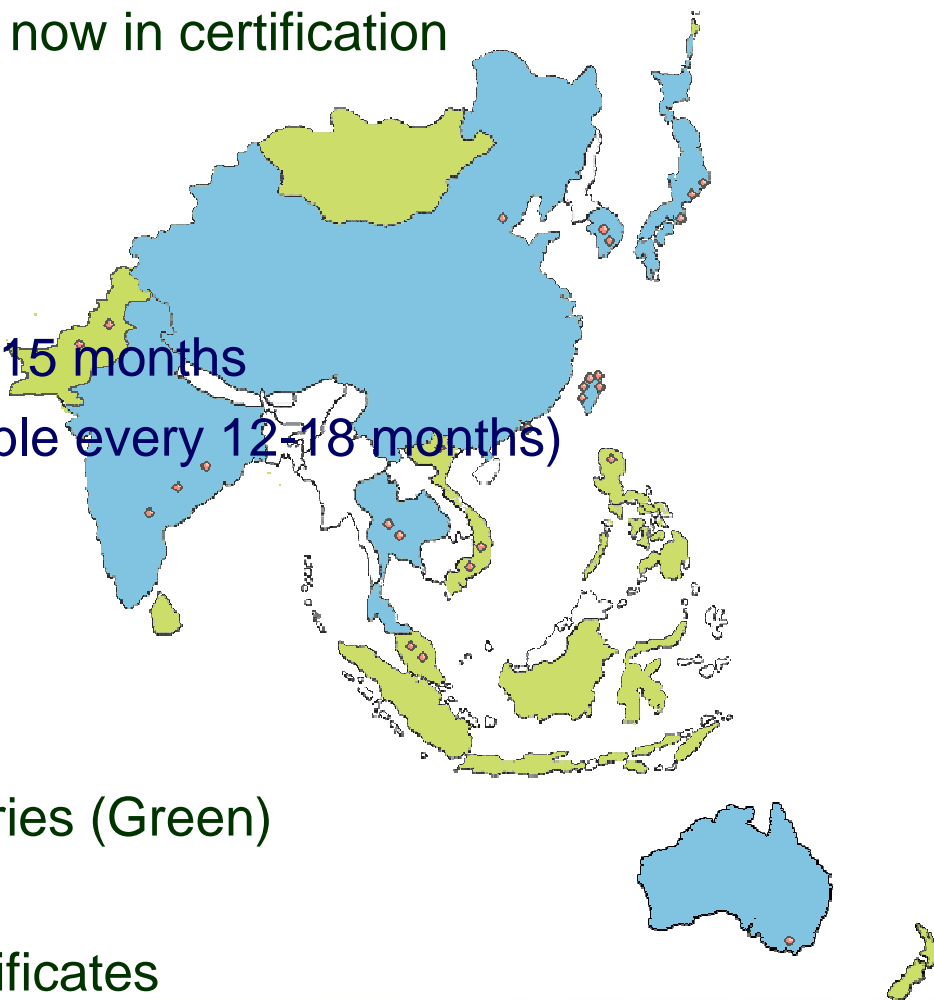 now in certification
15 months
ble every 12-18 months)
ries (Green)
ificates